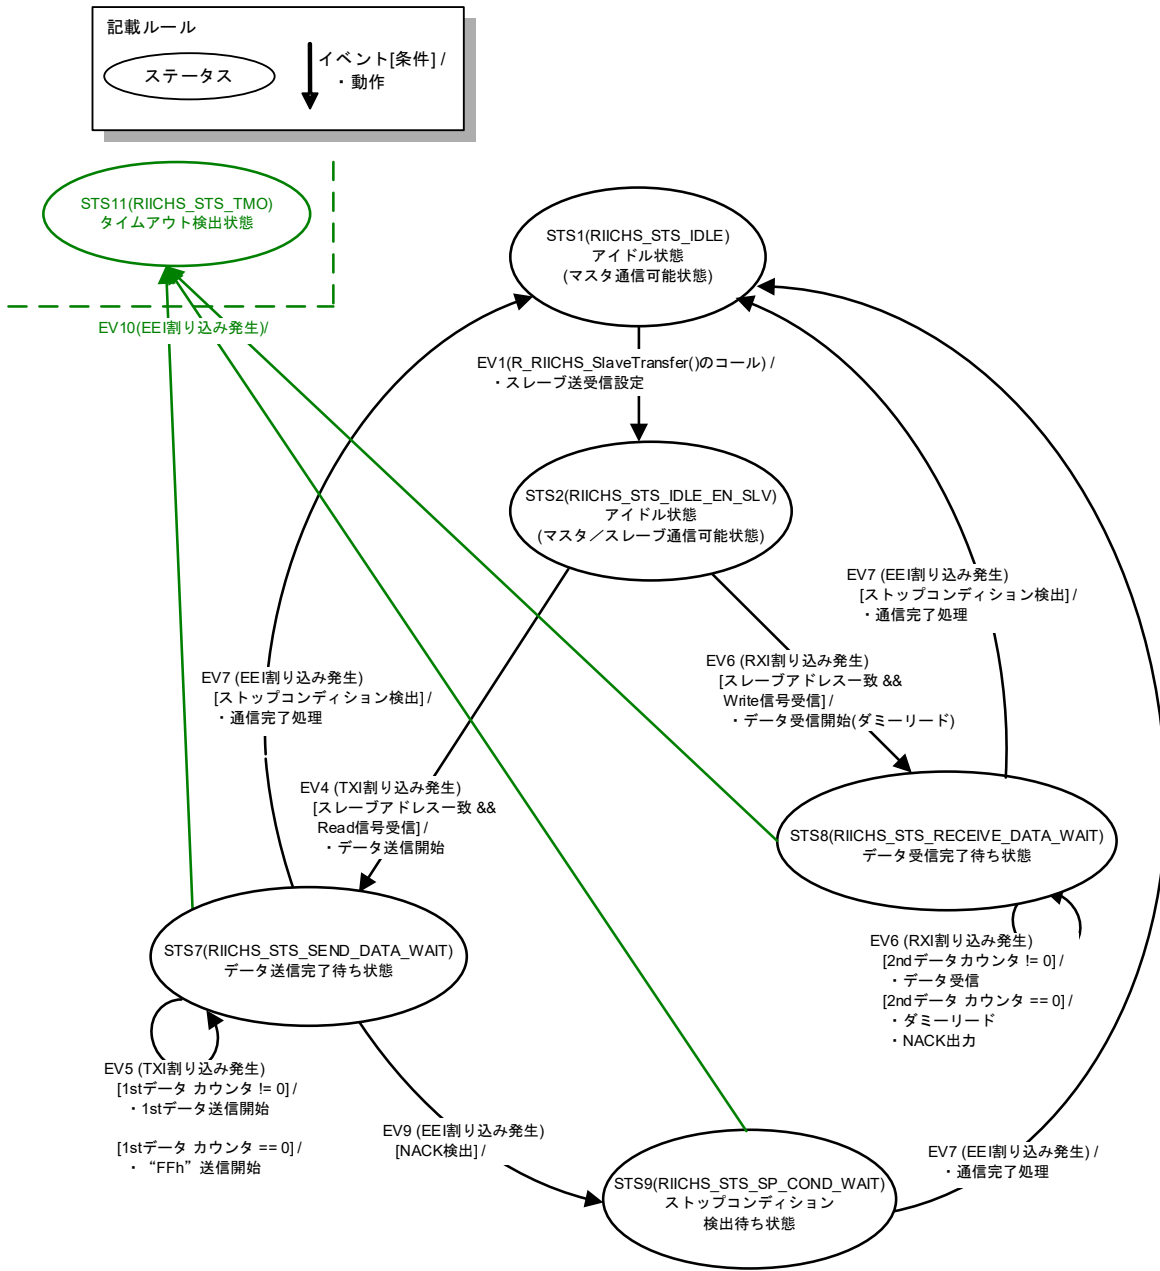 記載ルール
ステータス
イベント[条件] /
・動作
STS11(RIICHS_STS_TMO)
タイムアウト検出状態
EV10(EEI割り込み発生)/
STS1(RIICHS_STS_IDLE)
アイドル状態
(マスタ通信可能状態)
EV1(R_RIICHS_SlaveTransfer()のコール) /
・スレーブ送受信設定
STS2(RIICHS_STS_IDLE_EN_SLV)
アイドル状態
(マスタ／スレーブ通信可能状態)
EV7 (EEI割り込み発生)
[ストップコンディション検出] /
・通信完了処理
EV6 (RXI割り込み発生)
[スレーブアドレス一致 &&
Write信号受信] /
・データ受信開始(ダミーリード)
EV7 (EEI割り込み発生)
[ストップコンディション検出] /
・通信完了処理
EV4 (TXI割り込み発生)
[スレーブアドレス一致 &&
Read信号受信] /
・データ送信開始
STS8(RIICHS_STS_RECEIVE_DATA_WAIT)
データ受信完了待ち状態
EV6 (RXI割り込み発生)
[2ndデータカウンタ != 0] /
・データ受信
[2ndデータ カウンタ == 0] /
・ダミーリード
・NACK出力
STS7(RIICHS_STS_SEND_DATA_WAIT)
データ送信完了待ち状態
EV5 (TXI割り込み発生)
[1stデータ カウンタ != 0] /
・1stデータ送信開始
[1stデータ カウンタ == 0] /
・“FFh”送信開始
EV9 (EEI割り込み発生)
[NACK検出] /
EV7 (EEI割り込み発生) /
・通信完了処理
STS9(RIICHS_STS_SP_COND_WAIT)
ストップコンディション
検出待ち状態